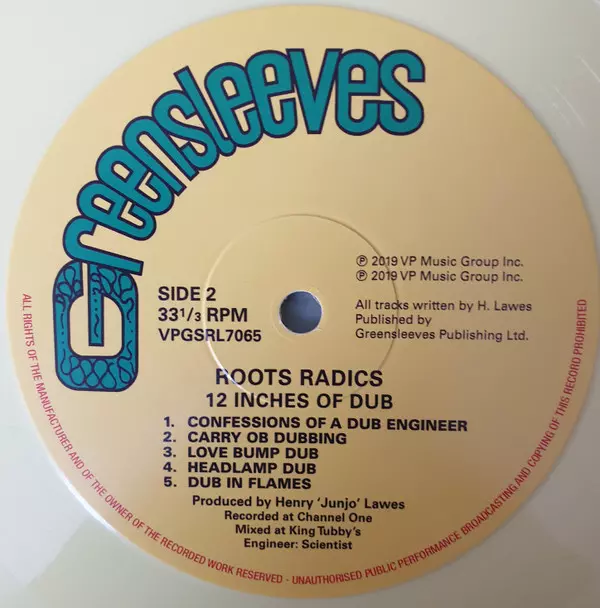 Greensleeves
SIDE 2
33 1/3 RPM
VPGSRL7065
℗ 2019 VP Music Group Inc.
℗ 2019 VP Music Group Inc.
All tracks written by H. Lawes
Published by
Greensleeves Publishing Ltd.
ROOTS RADICS
12 INCHES OF DUB
1. CONFESSIONS OF A DUB ENGINEER
2. CARRY OB DUBBING
3. LOVE BUMP DUB
4. HEADLAMP DUB
5. DUB IN FLAMES
Produced by Henry 'Junjo' Lawes
Recorded at Channel One
Mixed at King Tubby's
Engineer: Scientist
ALL RIGHTS OF THE MANUFACTURER AND OF THE OWNER OF THE RECORDED WORK RESERVED - UNAUTHORISED PUBLIC PERFORMANCE BROADCASTING AND COPYING OF THIS RECORD PROHIBITED